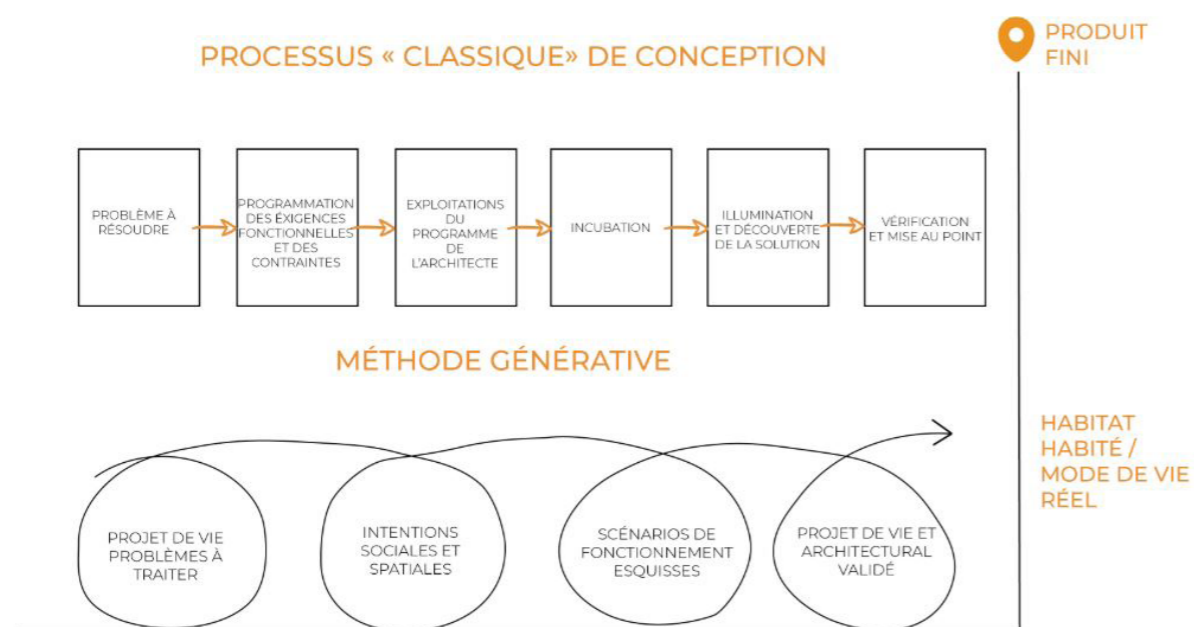 PROCESSUS « CLASSIQUE» DE CONCEPTION
PRODUIT
FINI
PROBLÈME À
RÉSOUDRE
PROGRAMMATION
DES ÉXIGENCES
FONCTIONNELLES
ET DES
CONTRAINTES
EXPLOITATIONS
DU
PROGRAMME
DE
L'ARCHITECTE
INCUBATION
ILLUMINATION
ET DÉCOUVERTE
DE LA SOLUTION
VÉRIFICATION
ET MISE AU POINT
MÉTHODE GÉNÉRATIVE
HABITAT
HABITÉ /
MODE DE VIE
RÉEL
PROJET DE VIE
PROBLÈMES À
TRAITER
INTENTIONS
SOCIALES ET
SPATIALES
SCÉNARIOS DE
FONCTIONNEMENT
ESQUISSES
PROJET DE VIE ET
ARCHITECTURAL
VALIDÉ